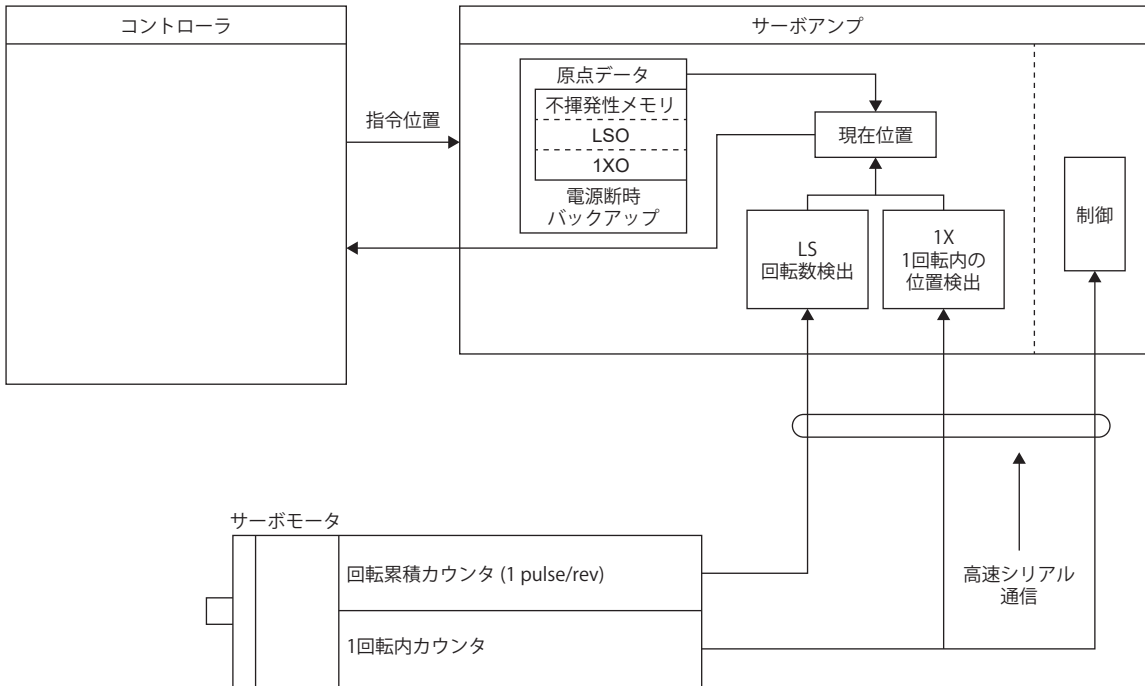 コントローラ
サーボアンプ
原点データ
不揮発性メモリ
LSO
1XO
電源断時
バックアップ
指令位置
現在位置
LS
回転数検出
1X
1回転内の
位置検出
制御
サーボモータ
回転累積カウンタ (1 pulse/rev)
1回転内カウンタ
高速シリアル
通信